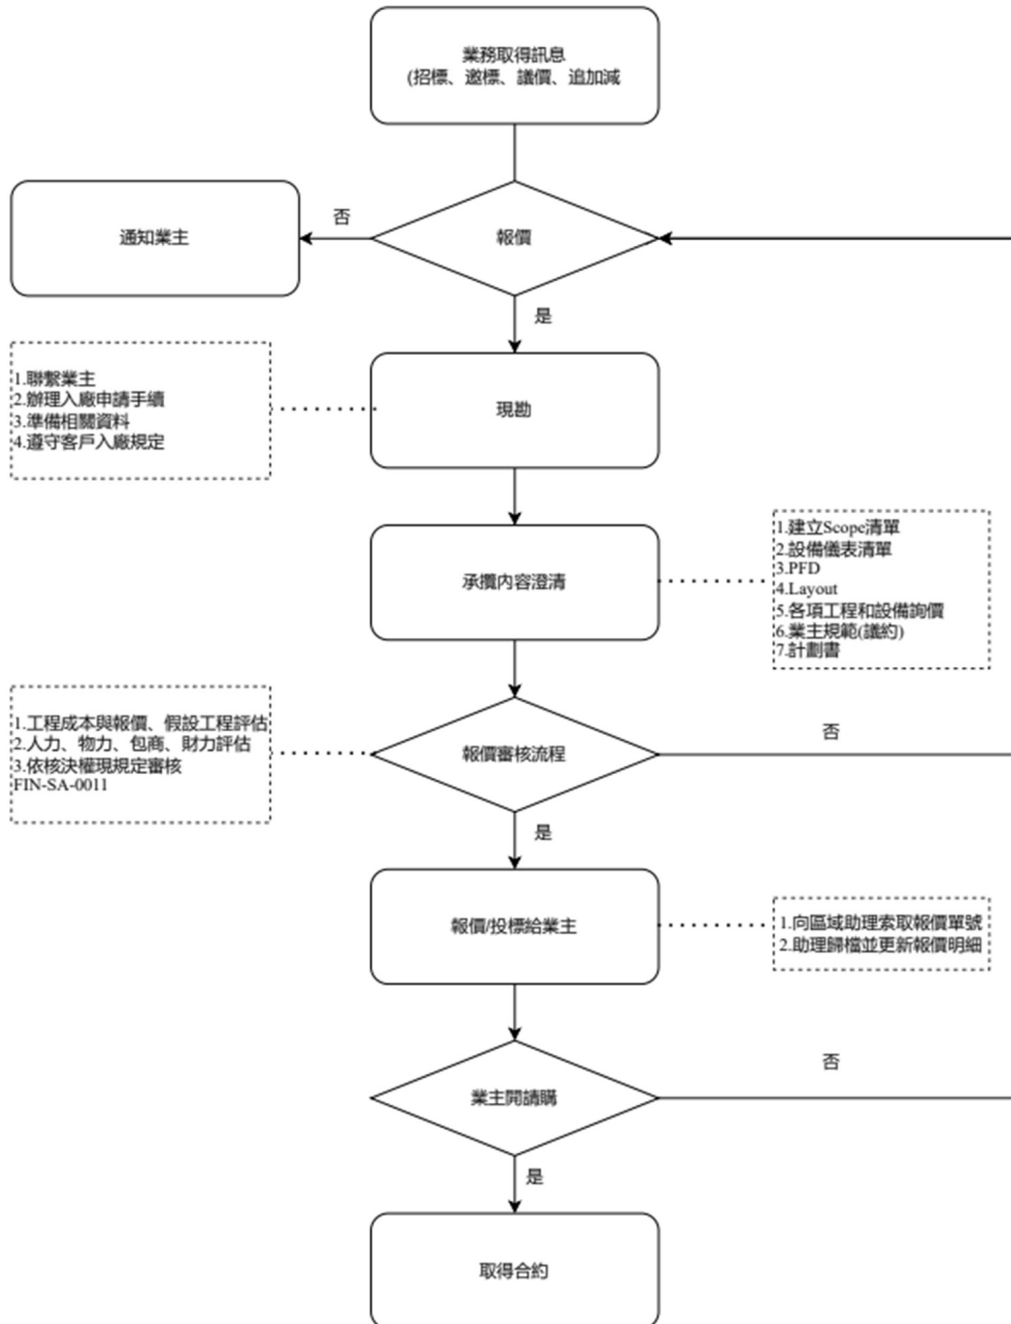 業務取得訊息
(招標、邀標、議價、追加減
否
通知業主
報價
是
1.聯繫業主
2.辦理入廠申請手續
3.準備相關資料
4.遵守客戶入廠規定
現勘
承攬內容澄清
1.建立Scope清單
2.設備儀表清單
3.PFD
4.Layout
5.各項工程和設備詢價
6.業主規範(議約)
7.計劃書
1.工程成本與報價、假設工程評估
2.人力、物力、包商、財力評估
3.依核決權現規定審核
FIN-SA-0011
報價審核流程
否
是
報價/投標給業主
1.向區域助理索取報價單號
2.助理歸檔並更新報價明細
否
業主開請購
是
取得合約